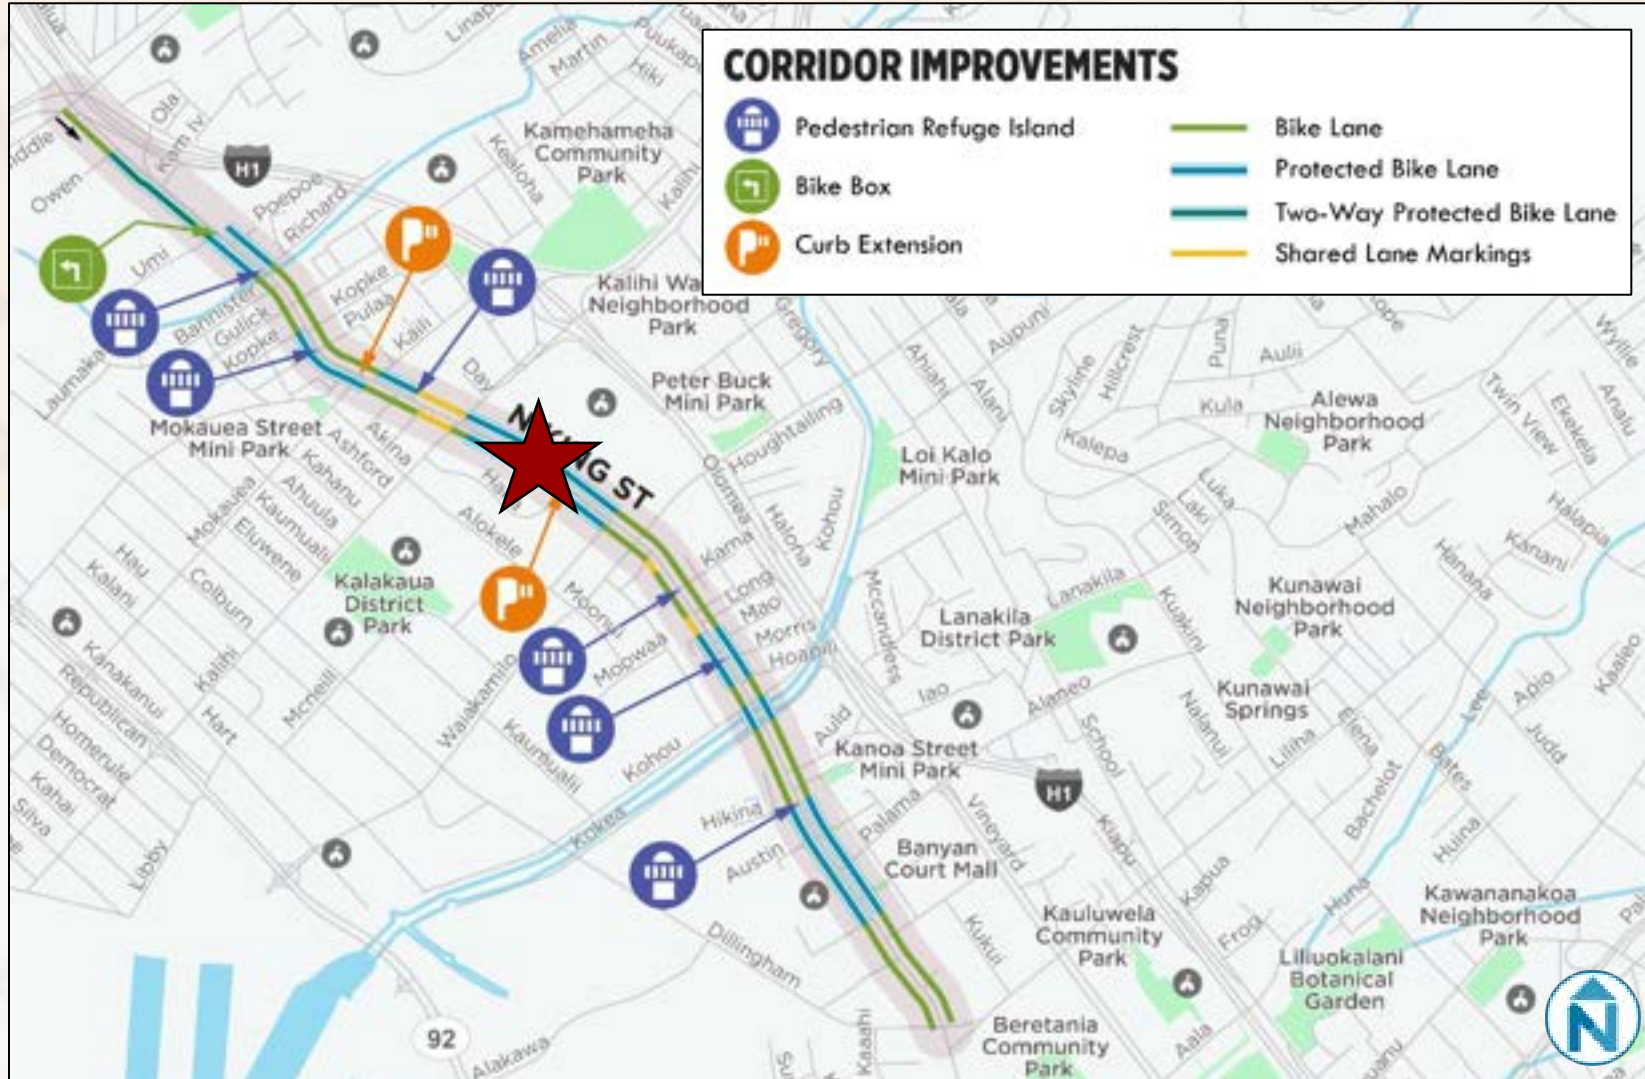 CORRIDOR IMPROVEMENTS
Pedestrian Refuge Island
Bike Box
Curb Extension
Bike Lane
Protected Bike Lane
Two-Way Protected Bike Lane
Shared Lane Markings
Amelia
Martin
Hiki
Ola
Kam IV
Owen
H1
Poepoe
Richard
Kealoha
Kamehameha
Community
Park
Kalihi
Umi
Kopke
Pulaa
Kaili
Bannister
Gulick
Kopke
Day
Neighborhood
Park
Gregory
Mokauea Street
Mini Park
Akina
Ashford
Kahanu
Ahuula
Kaumuali
Eluwene
Mokauea
ST
Peter Buck
Mini Park
Houghtailing
Olomea
Halona
Kohou
Loi Kalo
Mini Park
Ahiahi
Alani
Aupuni
Skyline
Hillcrest
Puna
Aulii
Kula
Kalepa
Alewa
Neighborhood
Park
Twin View
Ekekela
Analu
Wyllie
Luka
Laki
Simon
Mahalo
Halapia
Kanani
Hanana
Hau
Kalani
Colburn
Alokele
Kalakaua
District
Park
Kama
Long
Mao
Morris
Mccandless
Lanakila
Lanakila
District Park
Kuakini
Kunawai
Neighborhood
Park
Kunawai
Springs
Kanakanui
Republican
Homerule
Democrat
Kahai
Silva
Libby
Kalihi
Hart
Mcneill
Waiakamilo
Kaumualii
Kohou
Kokea
Iao
Alaneo
Auld
Kanoa Street
Mini Park
School
Nalanui
Liliha
Elena
Lee
Apio
Judd
Kaaleo
Bates
Bachelot
Huina
H1
Hikina
Austin
Palama
Vineyard
Kiapu
Kapua
Banyan
Court Mall
Kukui
Dillingham
Kauluwela
Community
Park
Frog
Huna
Kawananakoa
Neighborhood
Park
Liliuokalani
Botanical
Garden
92
Alakawa
Kaaahi
Beretania
Community
Park
Aala
N